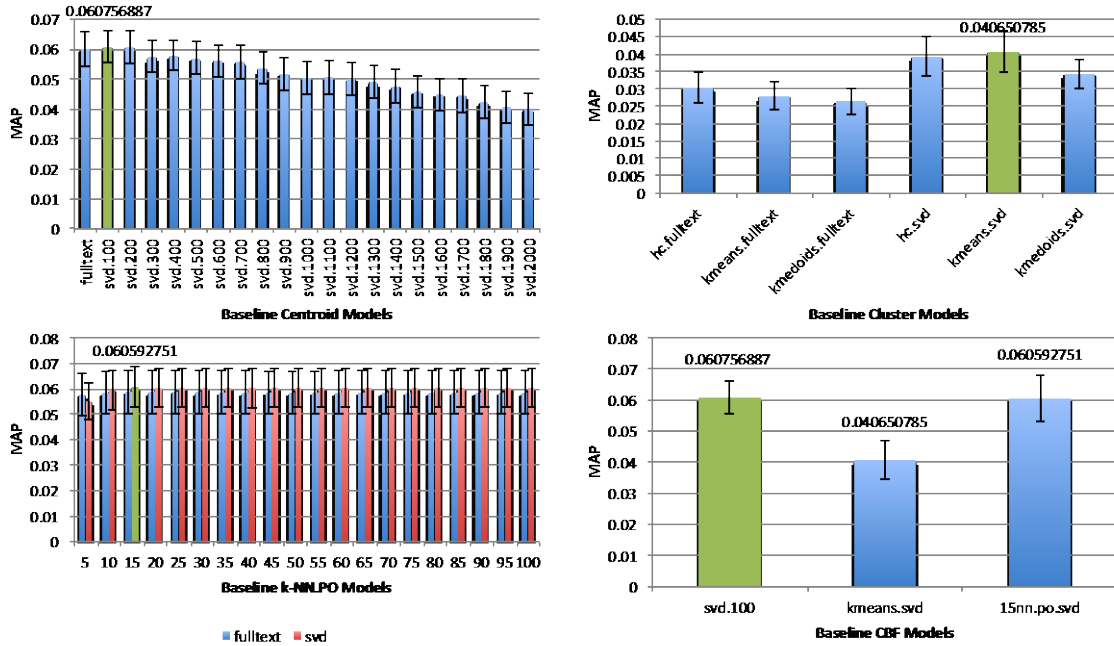 0.060756887
0.07
0.06
0.05
0.04
0.03
0.02
0.01
0
MAP
fulltext
svd.100
svd.200
svd.300
svd.400
svd.500
svd.600
svd.700
svd.800
svd.900
svd.1000
svd.1100
svd.1200
svd.1300
svd.1400
svd.1500
svd.1600
svd.1700
svd.1800
svd.1900
svd.2000
Baseline Centroid Models
0.040650785
0.05
0.045
0.04
0.035
0.03
0.025
0.02
0.015
0.01
0.005
0
MAP
hc.fulltext
kmeans.fulltext
kmedoids.fulltext
hc.svd
kmeans.svd
kmedoids.svd
Baseline Cluster Models
0.060592751
0.08
0.07
0.06
0.05
0.04
0.03
0.02
0.01
0
MAP
5 10 15 20 25 30 35 40 45 50 55 60 65 70 75 80 85 90 95 100
Baseline k-NN.PO Models
fulltext svd
0.08
0.07
0.06
0.05
0.04
0.03
0.02
0.01
0
MAP
0.060756887
0.040650785
0.060592751
svd.100 kmeans.svd 15nn.po.svd
Baseline CBF Models